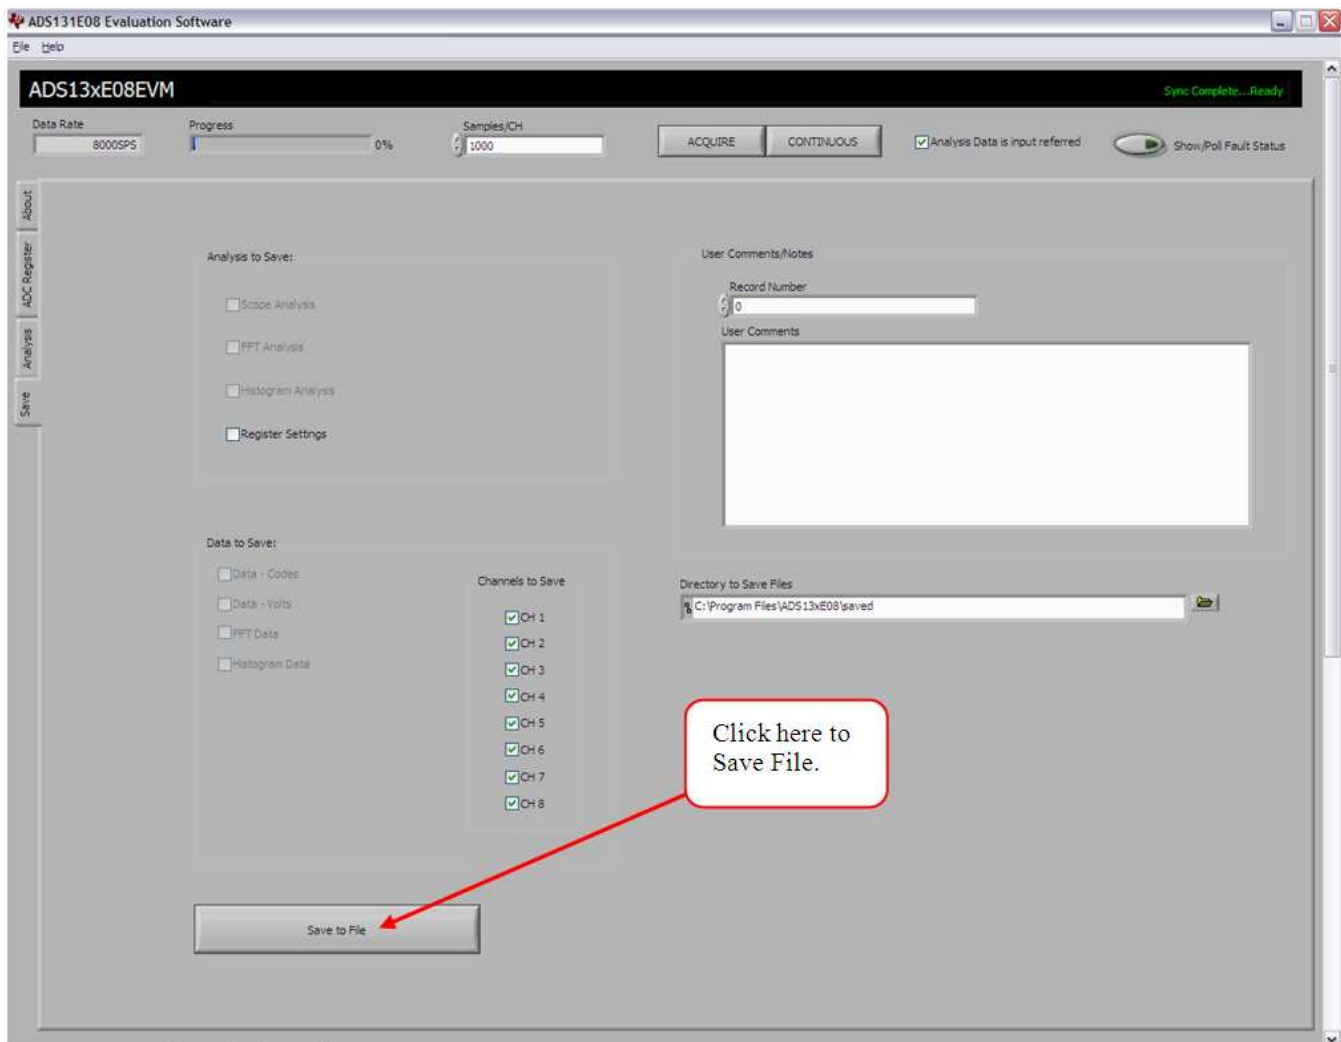 ADS131E08 Evaluation Software
File Help
ADS13xE08EVM
Sync Complete...Ready
Data Rate
8000SPS
Progress
0%
Samples/CH
1000
ACQUIRE
CONTINUOUS
Analysis Data is input referred
Show/Poll Fault Status
About
ADC Register
Analysis
Save
Analysis to Save:
Scope Analysis
FFT Analysis
Histogram Analysis
Register Settings
User Comments/Notes
Record Number
0
User Comments
Data to Save:
Data - Codes
Data - Volts
FFT Data
Histogram Data
Channels to Save
CH 1
CH 2
CH 3
CH 4
CH 5
CH 6
CH 7
CH 8
Directory to Save Files
C:\Program Files\ADS13xE08\saved
Click here to
Save File.
Save to File